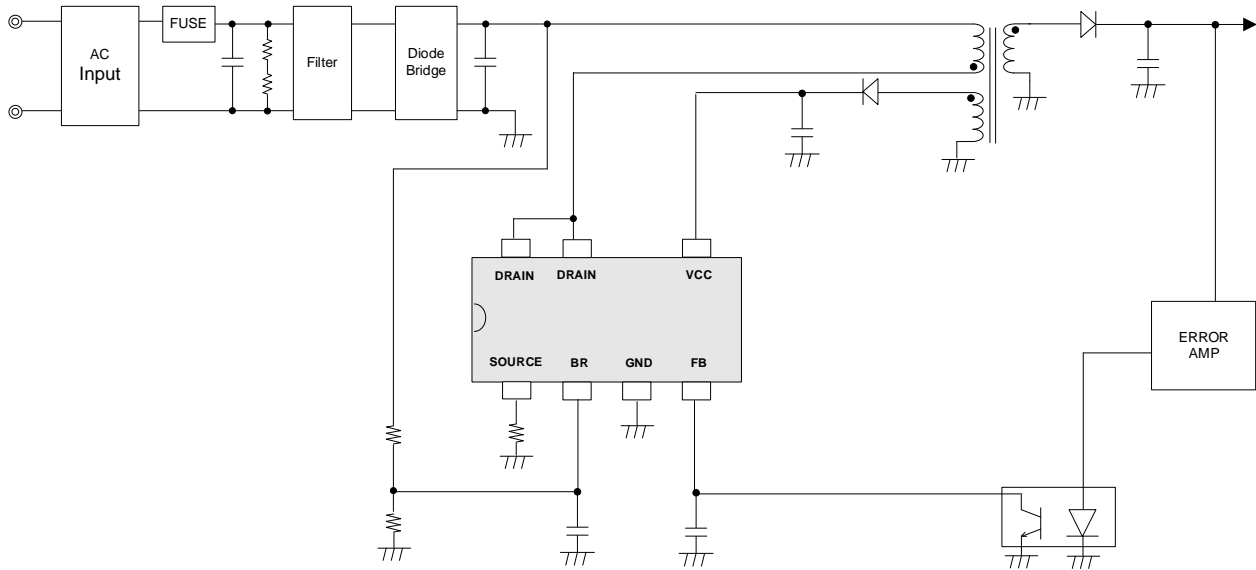 FUSE
AC
Input
Filter
Diode
Bridge
DRAIN
DRAIN
VCC
SOURCE
BR
GND
FB
ERROR
AMP